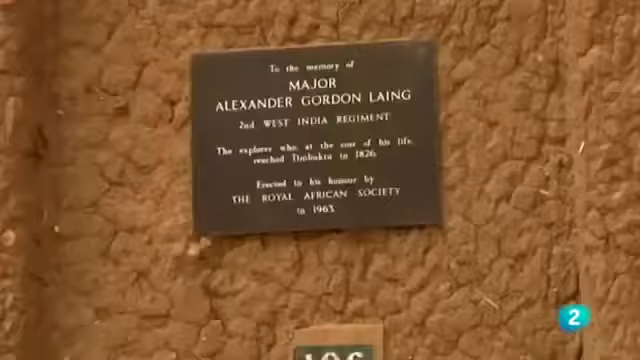 To the memory of
MAJOR
ALEXANDER GORDON LAING
2nd WEST INDIA REGIMENT
The explorer who, at the cost of his life,
reached Timbuktu in 1826
Erected to his honour by
THE ROYAL AFRICAN SOCIETY
in 1963
2